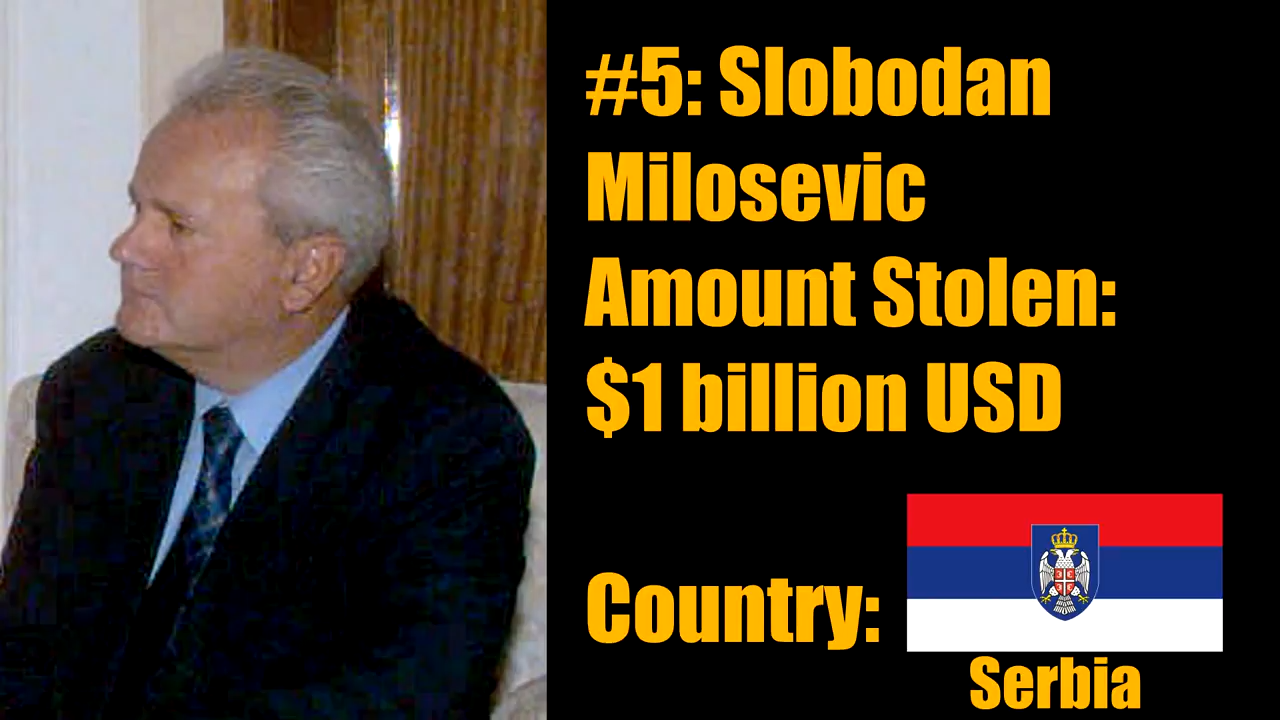 #5: Slobodan
Milosevic
Amount Stolen:
$1 billion USD
Country:
Serbia